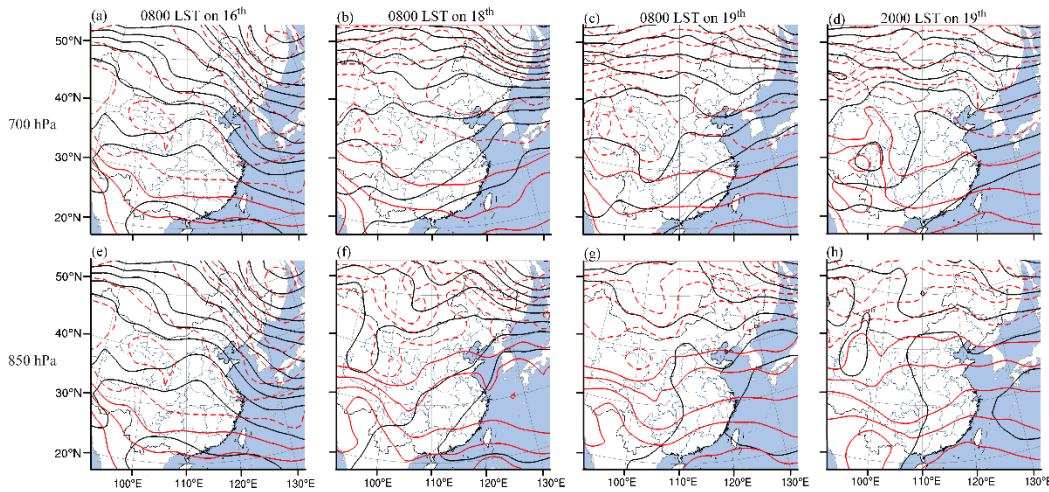 (a) 0800 LST on 16th
(b) 0800 LST on 18th
(c) 0800 LST on 19th
(d) 2000 LST on 19th
50°N
40°N
700 hPa
30°N
20°N
(e)
(f)
(g)
(h)
50°N
40°N
850 hPa
30°N
20°N
100°E 110°E 120°E 130°E
100°E 110°E 120°E 130°E
100°E 110°E 120°E 130°E
100°E 110°E 120°E 130°E